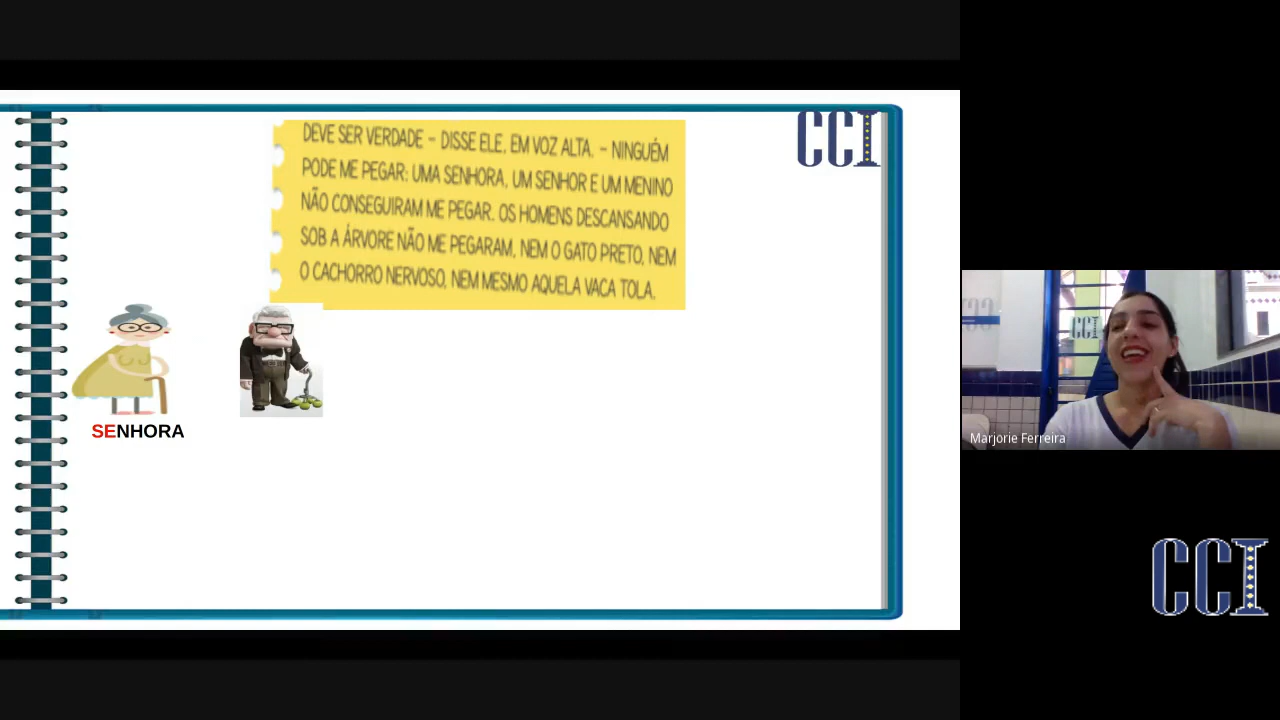 CCI
DEVE SER VERDADE – DISSE ELE, EM VOZ ALTA. – NINGUÉM
PODE ME PEGAR: UMA SENHORA, UM SENHOR E UM MENINO
NÃO CONSEGUIRAM ME PEGAR. OS HOMENS DESCANSANDO
SOB A ÁRVORE NÃO ME PEGARAM, NEM O GATO PRETO, NEM
O CACHORRO NERVOSO, NEM MESMO AQUELA VACA TOLA.
SENHORA
CCI
Marjorie Ferreira
CCI